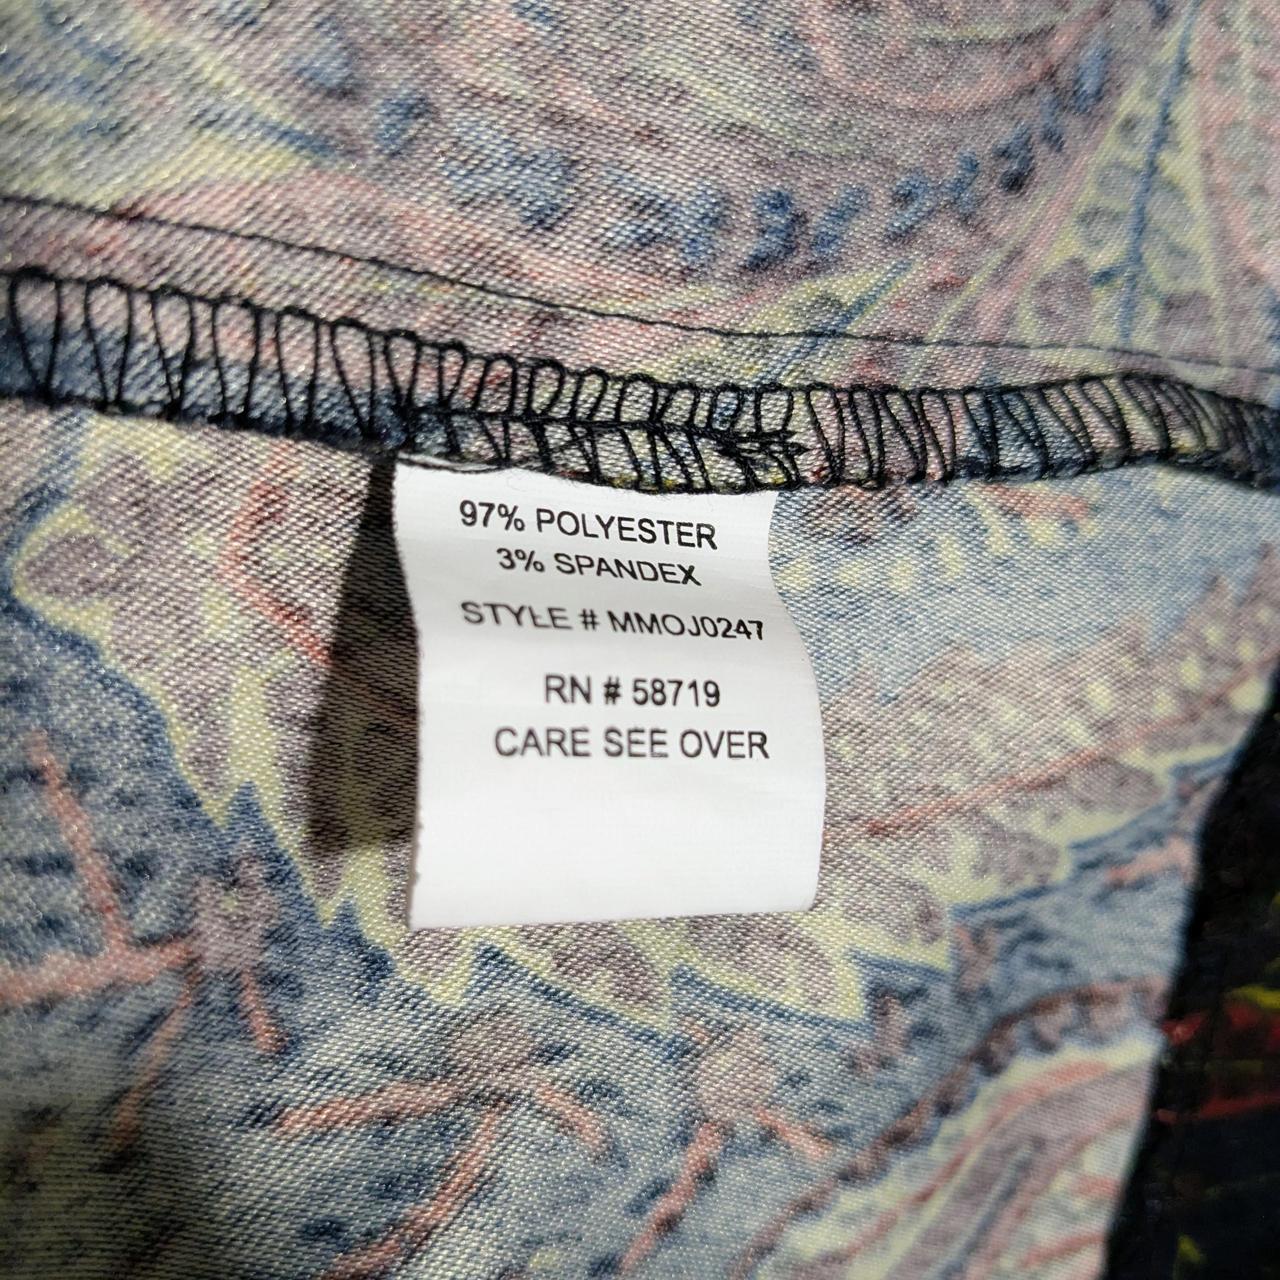 97% POLYESTER
3% SPANDEX
STYLE # MMOJ0247
RN # 58719
CARE SEE OVER